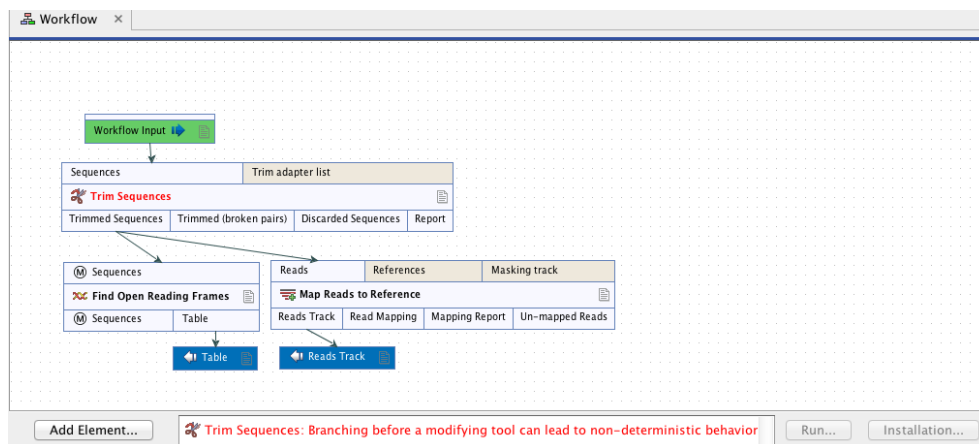 Workflow ×
Workflow Input
Sequences Trim adapter list
Trim Sequences
Trimmed Sequences Trimmed (broken pairs) Discarded Sequences Report
M Sequences
Find Open Reading Frames
M Sequences Table
Reads References Masking track
Map Reads to Reference
Reads Track Read Mapping Mapping Report Un-mapped Reads
Table
Reads Track
Add Element... Trim Sequences: Branching before a modifying tool can lead to non-deterministic behavior Run... Installation...